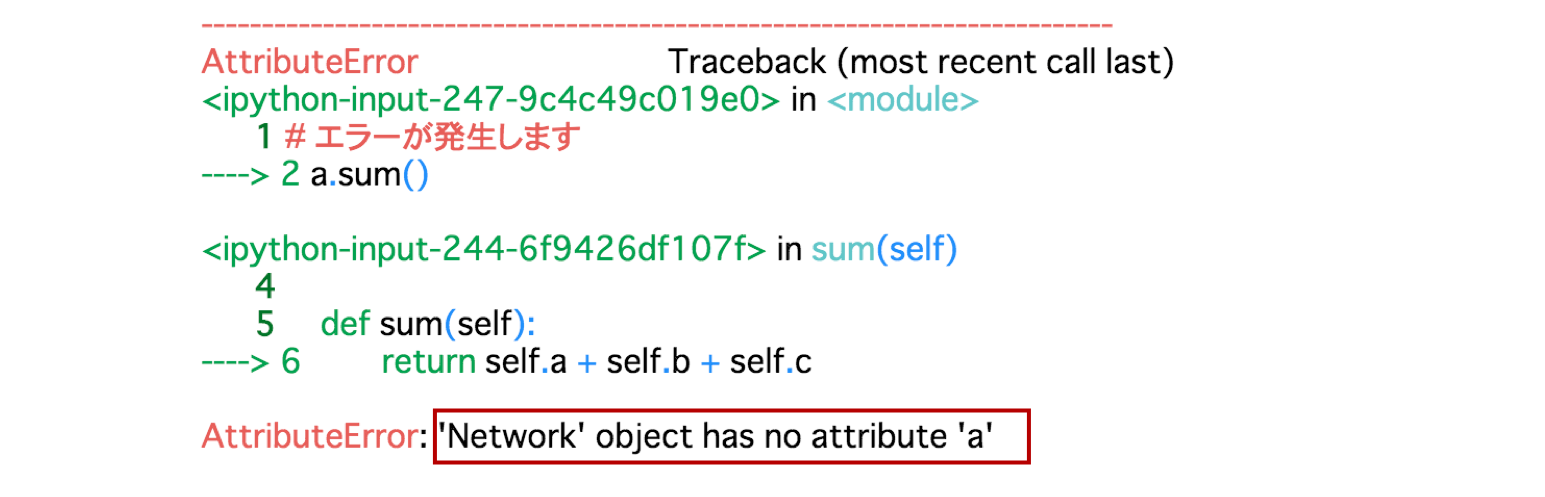 ---------------------------------------------------------------------------
AttributeError Traceback (most recent call last)
<ipython-input-247-9c4c49c019e0> in <module>
1 # エラーが発生します
----> 2 a.sum()
<ipython-input-244-6f9426df107f> in sum(self)
4
5 def sum(self):
----> 6 return self.a + self.b + self.c
AttributeError: 'Network' object has no attribute 'a'